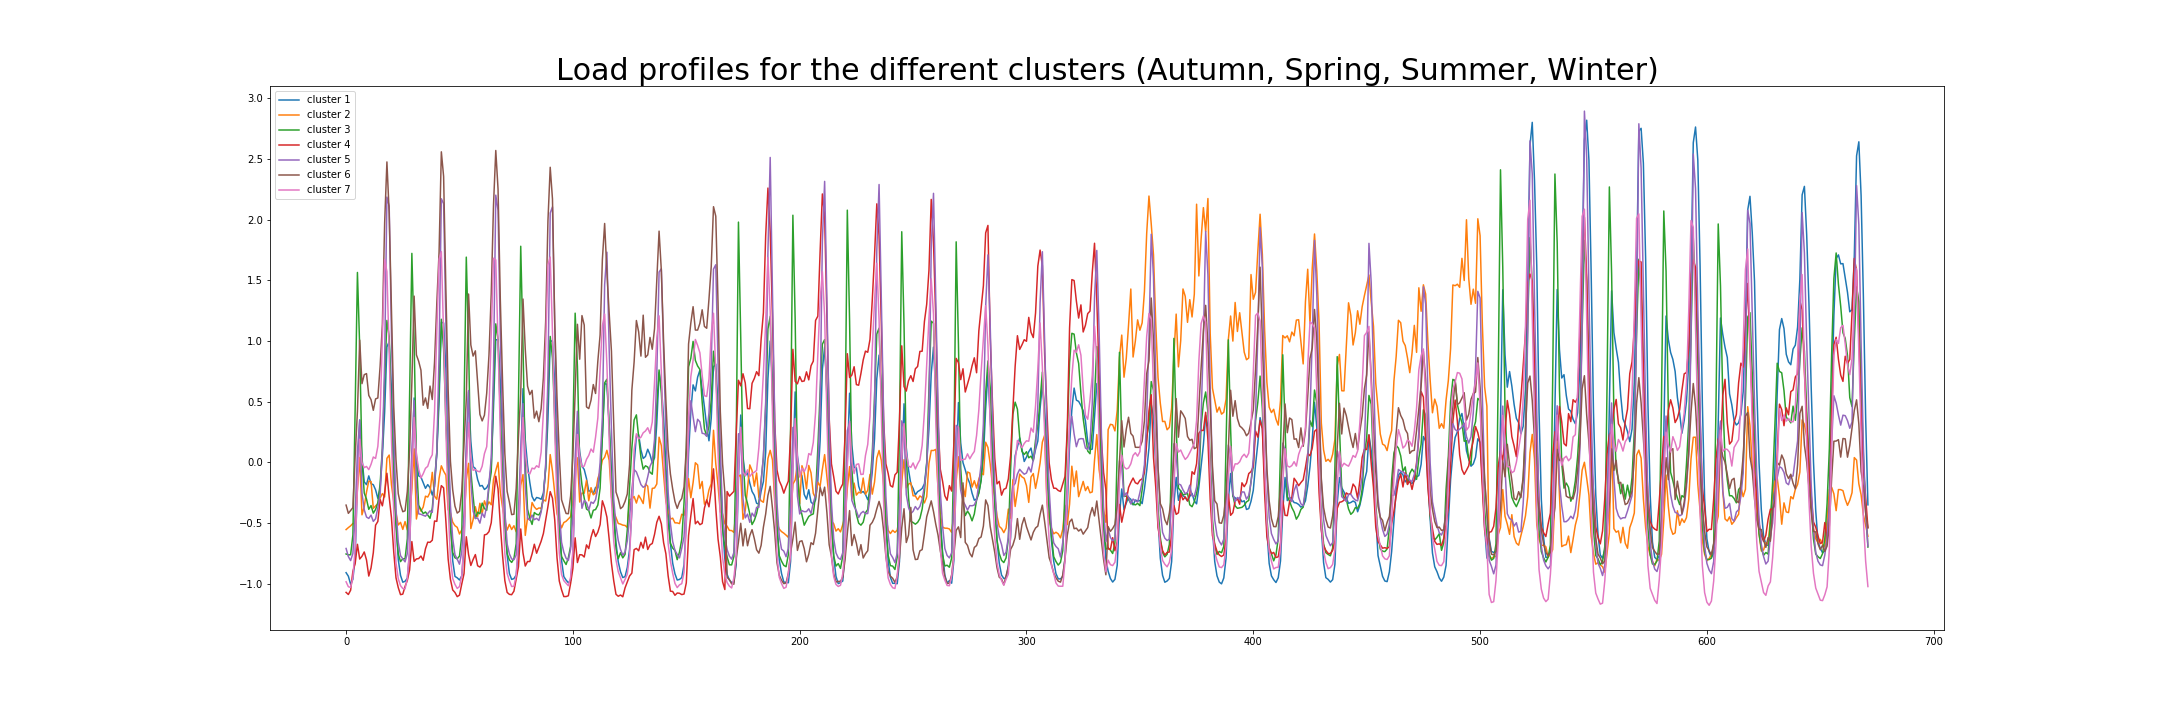 Load profiles for the different clusters (Autumn, Spring, Summer, Winter)
3.0
2.5
2.0
1.5
1.0
0.5
0.0
−0.5
−1.0
cluster 1
cluster 2
cluster 3
cluster 4
cluster 5
cluster 6
cluster 7
0 100 200 300 400 500 600 700